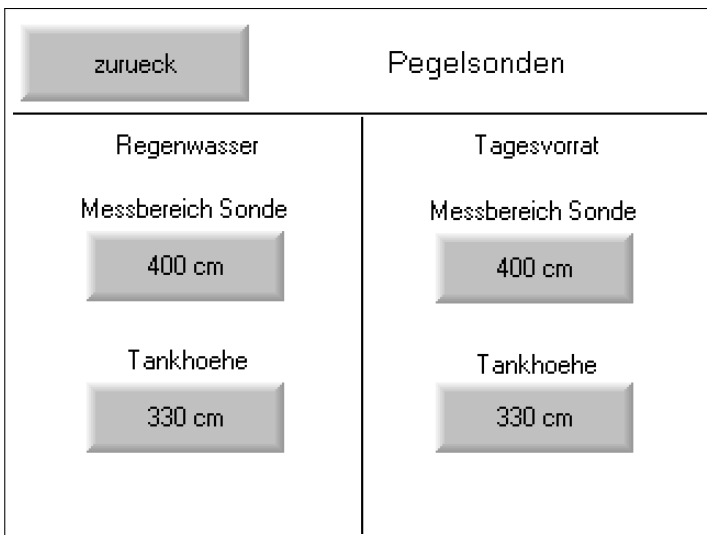 zurueck
Pegelsonden
Regenwasser
Messbereich Sonde
400 cm
Tankhoehe
330 cm
Tagesvorrat
Messbereich Sonde
400 cm
Tankhoehe
330 cm